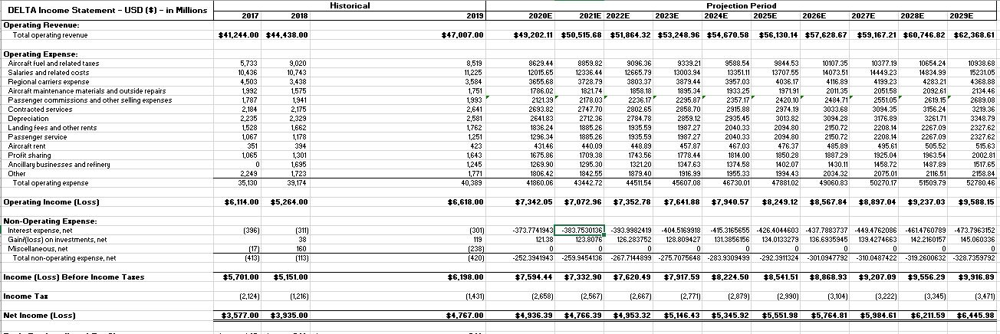 DELTA Income Statement - USD ($) - in Millions Historical Projection Period
2017 2018 2019 2020E 2021E 2022E 2023E 2024E 2025E 2026E 2027E 2028E 2029E
Operating Revenue:
Total operating revenue $41,244.00 $44,438.00 $47,007.00 $49,202.11 $50,515.68 $51,864.32 $53,248.96 $54,670.58 $56,130.14 $57,628.67 $59,167.21 $60,746.82 $62,368.61
Operating Expense:
Aircraft fuel and related taxes 5,733 9,020 8,519 8629.44 8859.82 9096.36 9339.21 9588.54 9844.53 10107.35 10377.19 10654.24 10938.68
Salaries and related costs 10,436 10,743 11,225 12015.65 12336.44 12665.79 13003.94 13351.11 13707.55 14073.51 14449.23 14834.99 15231.05
Regional carriers expense 4,503 3,438 3,584 3655.68 3728.79 3803.37 3879.44 3957.03 4036.17 4116.89 4199.23 4283.21 4368.88
Aircraft maintenance materials and outside repairs 1,992 1,575 1,751 1786.02 1821.74 1858.18 1895.34 1933.25 1971.91 2011.35 2051.58 2092.61 2134.46
Passenger commissions and other selling expenses 1,787 1,941 1,993 2121.39 2178.03 2236.17 2295.87 2357.17 2420.10 2484.71 2551.05 2619.15 2689.08
Contracted services 2,184 2,175 2,641 2693.82 2747.70 2802.65 2858.70 2915.88 2974.19 3033.68 3094.35 3156.24 3219.36
Depreciation 2,235 2,329 2,581 2641.83 2712.36 2784.78 2859.12 2935.45 3013.82 3094.28 3176.89 3261.71 3348.79
Landing fees and other rents 1,528 1,662 1,762 1836.24 1885.26 1935.59 1987.27 2040.33 2094.80 2150.72 2208.14 2267.09 2327.62
Passenger service 1,067 1,178 1,251 1296.34 1885.26 1935.59 1987.27 2040.33 2094.80 2150.72 2208.14 2267.09 2327.62
Aircraft rent 351 394 423 431.46 440.09 448.89 457.87 467.03 476.37 485.89 495.61 505.52 515.63
Profit sharing 1,065 1,301 1,643 1675.86 1709.38 1743.56 1778.44 1814.00 1850.28 1887.29 1925.04 1963.54 2002.81
Ancillary businesses and refinery 0 1,695 1,245 1269.90 1295.30 1321.20 1347.63 1374.58 1402.07 1430.11 1458.72 1487.89 1517.65
Other 2,249 1,723 1,771 1806.42 1842.55 1879.40 1916.99 1955.33 1994.43 2034.32 2075.01 2116.51 2158.84
Total operating expense 35,130 39,174 40,389 41860.06 43442.72 44511.54 45607.08 46730.01 47881.02 49060.83 50270.17 51509.79 52780.46
Operating Income (Loss) $6,114.00 $5,264.00 $6,618.00 $7,342.05 $7,072.96 $7,352.78 $7,641.88 $7,940.57 $8,249.12 $8,567.84 $8,897.04 $9,237.03 $9,588.15
Non-Operating Expense:
Interest expense, net (396) (311) (301) -373.7741943 -383.7530136 -393.9982419 -404.5169918 -415.3165655 -426.4044603 -437.7883737 -449.4762086 -461.4760789 -473.7963152
Gain/(loss) on investments, net 38 119 121.38 123.8076 126.283752 128.809427 131.3856156 134.0133279 136.6935945 139.4274663 142.2160157 145.060336
Miscellaneous, net (17) 160 (238) 0 0 0 0 0 0 0 0 0 0
Total non-operating expense, net (413) (113) (420) -252.3941943 -259.9454136 -267.7144899 -275.7075648 -283.9309499 -292.3911324 -301.0947792 -310.0487422 -319.2600632 -328.7359792
Income (Loss) Before Income Taxes $5,701.00 $5,151.00 $6,198.00 $7,594.44 $7,332.90 $7,620.49 $7,917.59 $8,224.50 $8,541.51 $8,868.93 $9,207.09 $9,556.29 $9,916.89
Income Tax (2,124) (1,216) (1,431) (2,658) (2,567) (2,667) (2,771) (2,879) (2,990) (3,104) (3,222) (3,345) (3,471)
Net Income (Loss) $3,577.00 $3,935.00 $4,767.00 $4,936.39 $4,766.39 $4,953.32 $5,146.43 $5,345.92 $5,551.98 $5,764.81 $5,984.61 $6,211.59 $6,445.98